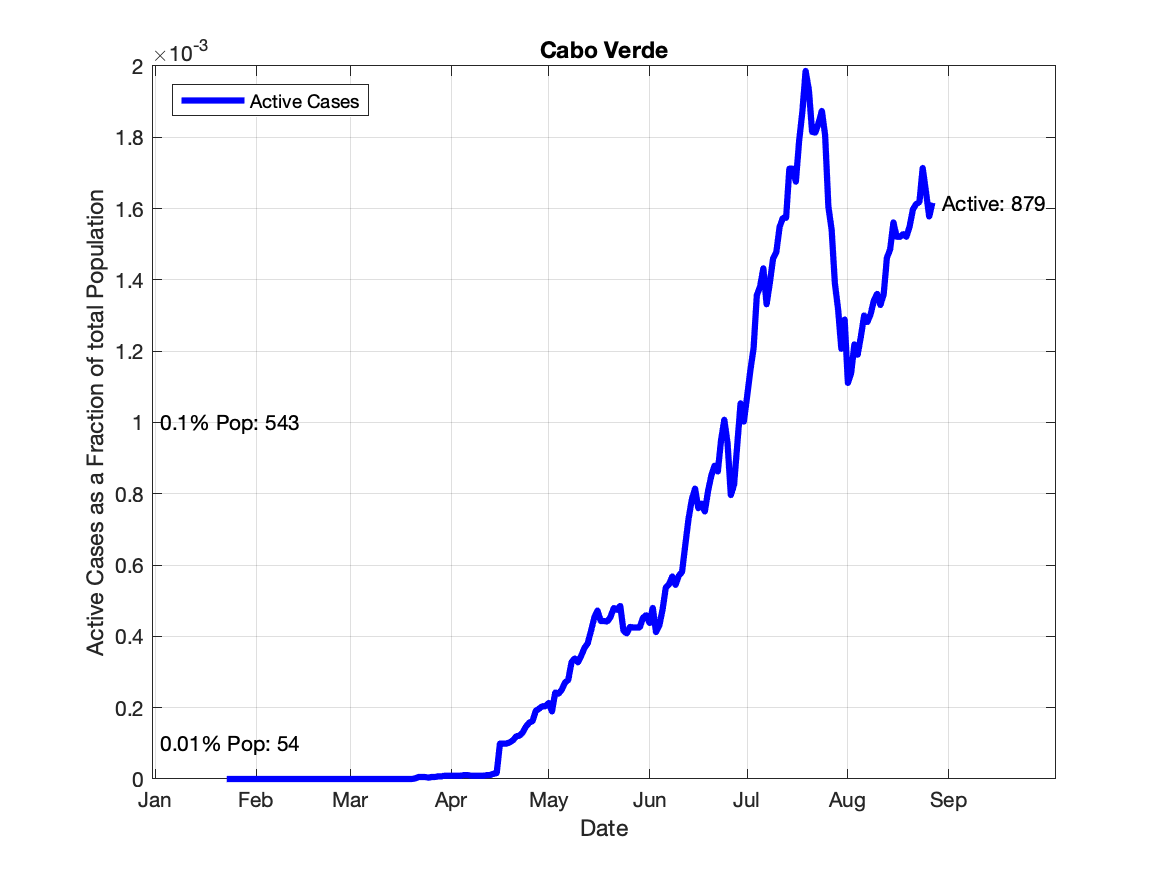 Cabo Verde
×10-3
2
1.8
1.6
1.4
1.2
1
0.8
0.6
0.4
0.2
0
Active Cases as a Fraction of total Population
Active Cases
Active: 879
0.1% Pop: 543
0.01% Pop: 54
Jan Feb Mar Apr May Jun Jul Aug Sep
Date